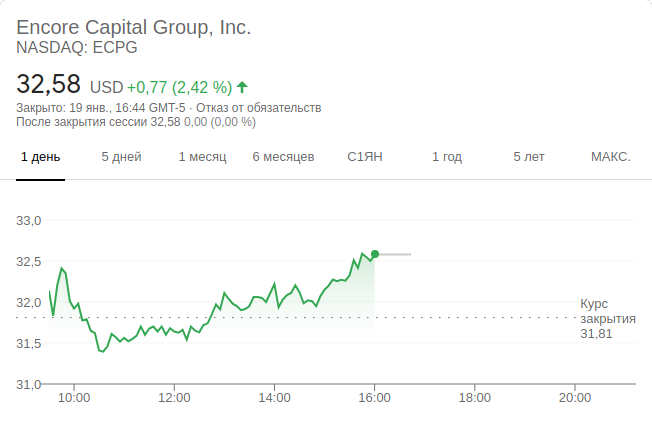 Encore Capital Group, Inc.
NASDAQ: ECPG
32,58 USD +0,77 (2,42 %)
Закрыто: 19 янв., 16:44 GMT-5 · Отказ от обязательств
После закрытия сессии 32,58 0,00 (0,00 %)
1 день 5 дней 1 месяц 6 месяцев С1ЯН 1 год 5 лет МАКС.
33,0
32,5
32,0
Курс
закрытия
31,81
31,5
31,0
10:00 12:00 14:00 16:00 18:00 20:00